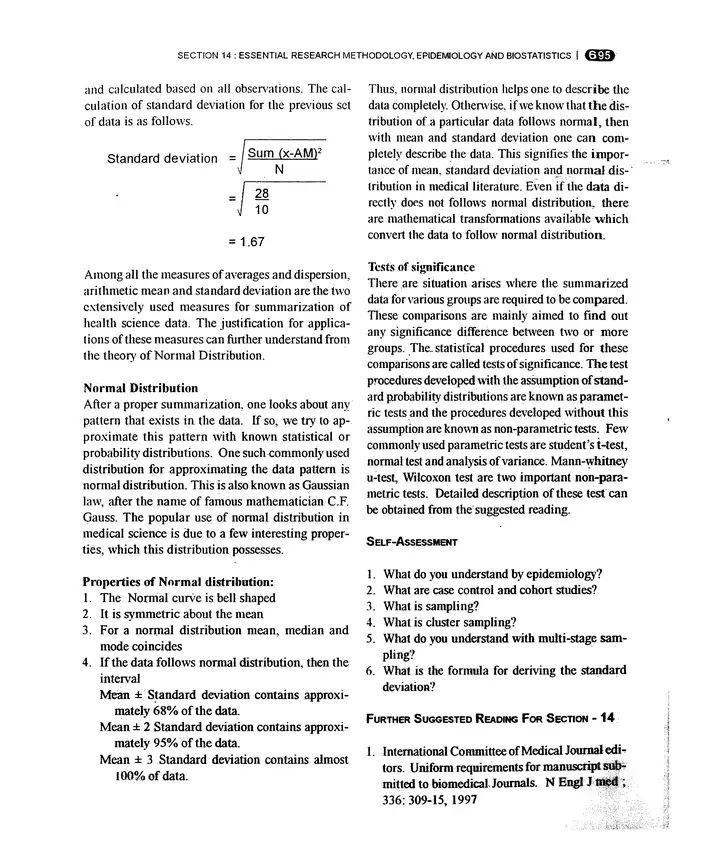 SECTION 14 : ESSENTIAL RESEARCH METHODOLOGY, EPIDEMIOLOGY AND BIOSTATISTICS | 695
and calculated based on all observations. The cal-
culation of standard deviation for the previous set
of data is as follows.
Standard deviation = √ Sum (x-AM)²
N
= √ 28
10
= 1.67
Among all the measures of averages and dispersion,
arithmetic mean and standard deviation are the two
extensively used measures for summarization of
health science data. The justification for applica-
tions of these measures can further understand from
the theory of Normal Distribution.
Normal Distribution
After a proper summarization, one looks about any
pattern that exists in the data. If so, we try to ap-
proximate this pattern with known statistical or
probability distributions. One such commonly used
distribution for approximating the data pattern is
normal distribution. This is also known as Gaussian
law, after the name of famous mathematician C.F.
Gauss. The popular use of normal distribution in
medical science is due to a few interesting proper-
ties, which this distribution possesses.
Properties of Normal distribution:
1. The Normal curve is bell shaped
2. It is symmetric about the mean
3. For a normal distribution mean, median and
mode coincides
4. If the data follows normal distribution, then the
interval
Mean ± Standard deviation contains approxi-
mately 68% of the data.
Mean ± 2 Standard deviation contains approxi-
mately 95% of the data.
Mean ± 3 Standard deviation contains almost
100% of data.
Thus, normal distribution helps one to describe the
data completely. Otherwise, if we know that the dis-
tribution of a particular data follows normal, then
with mean and standard deviation one can com-
pletely describe the data. This signifies the impor-
tance of mean, standard deviation and normal dis-
tribution in medical literature. Even if the data di-
rectly does not follows normal distribution, there
are mathematical transformations available which
convert the data to follow normal distribution.
Tests of significance
There are situation arises where the summarized
data for various groups are required to be compared.
These comparisons are mainly aimed to find out
any significance difference between two or more
groups. The statistical procedures used for these
comparisons are called tests of significance. The test
procedures developed with the assumption of stand-
ard probability distributions are known as paramet-
ric tests and the procedures developed without this
assumption are known as non-parametric tests. Few
commonly used parametric tests are student's t-test,
normal test and analysis of variance. Mann-whitney
u-test, Wilcoxon test are two important non-para-
metric tests. Detailed description of these test can
be obtained from the suggested reading.
SELF-ASSESSMENT
1. What do you understand by epidemiology?
2. What are case control and cohort studies?
3. What is sampling?
4. What is cluster sampling?
5. What do you understand with multi-stage sam-
pling?
6. What is the formula for deriving the standard
deviation?
FURTHER SUGGESTED READING FOR SECTION - 14
1. International Committee of Medical Journal edi-
tors. Uniform requirements for manuscript sub-
mitted to biomedical Journals. N Engl J med ;
336: 309-15, 1997